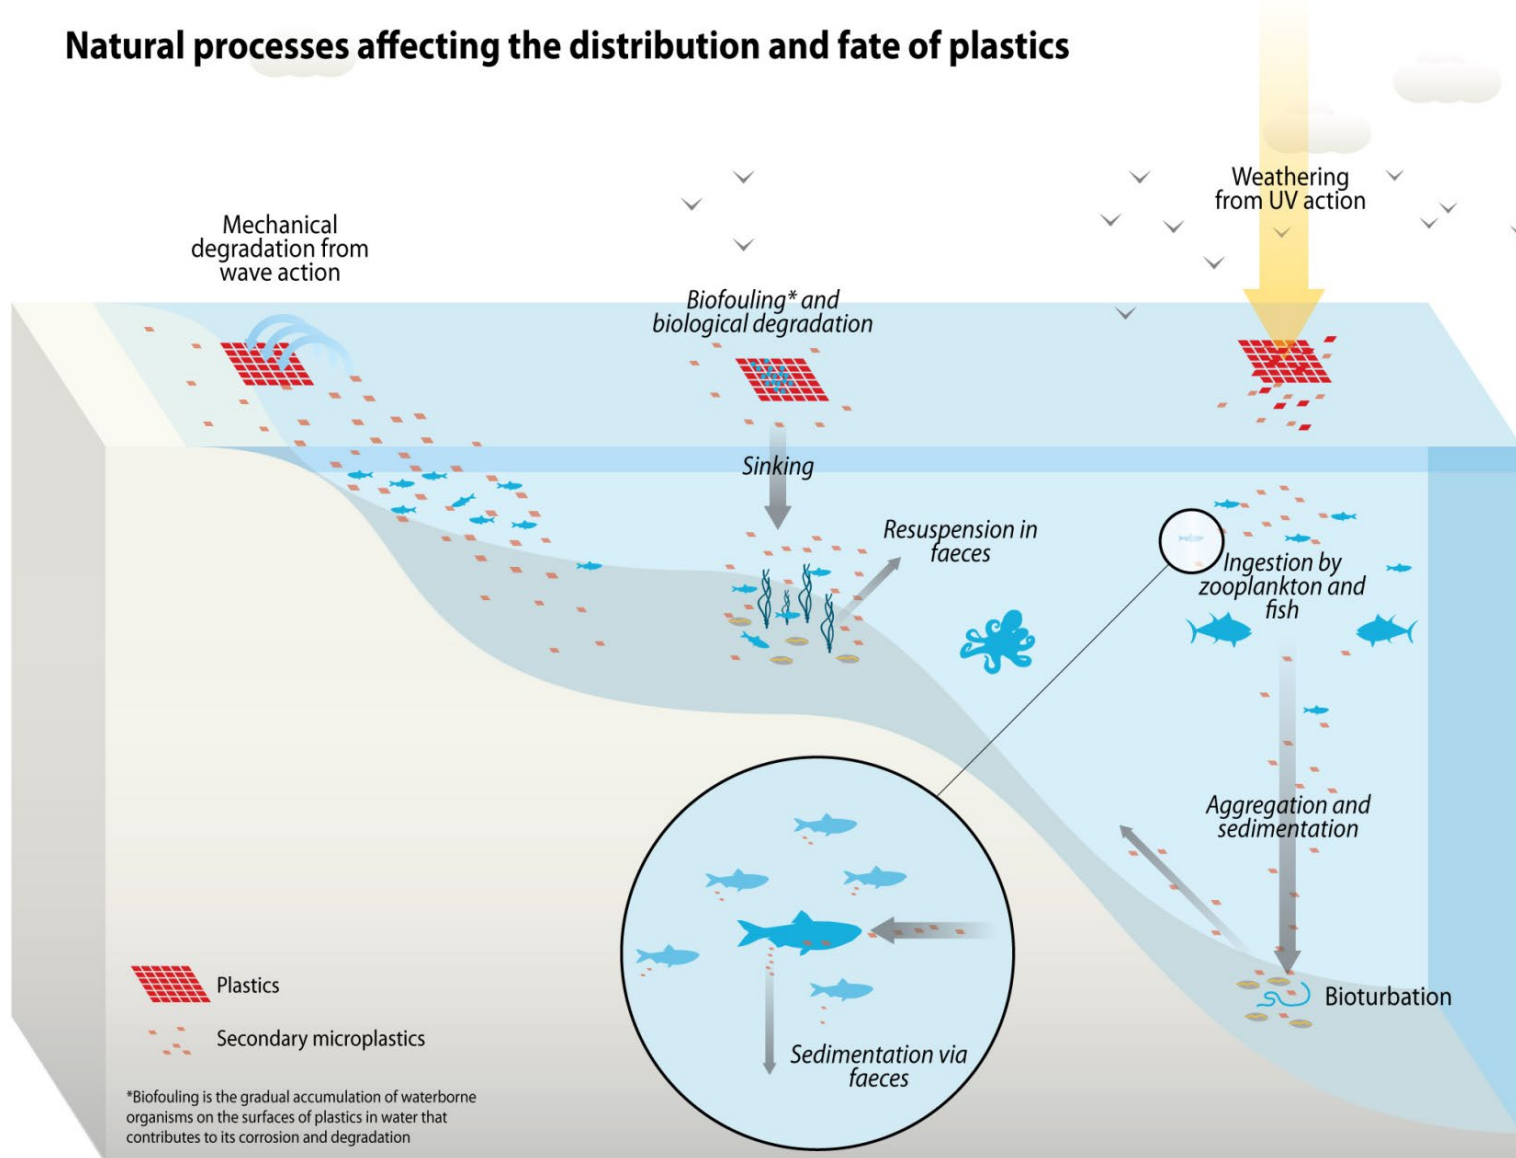 Natural processes affecting the distribution and fate of plastics
Mechanical
degradation from
wave action
Biofouling* and
biological degradation
Weathering
from UV action
Sinking
Resuspension in
faeces
Ingestion by
zooplankton and
fish
Aggregation and
sedimentation
Bioturbation
Sedimentation via
faeces
Plastics
Secondary microplastics
*Biofouling is the gradual accumulation of waterborne
organisms on the surfaces of plastics in water that
contributes to its corrosion and degradation